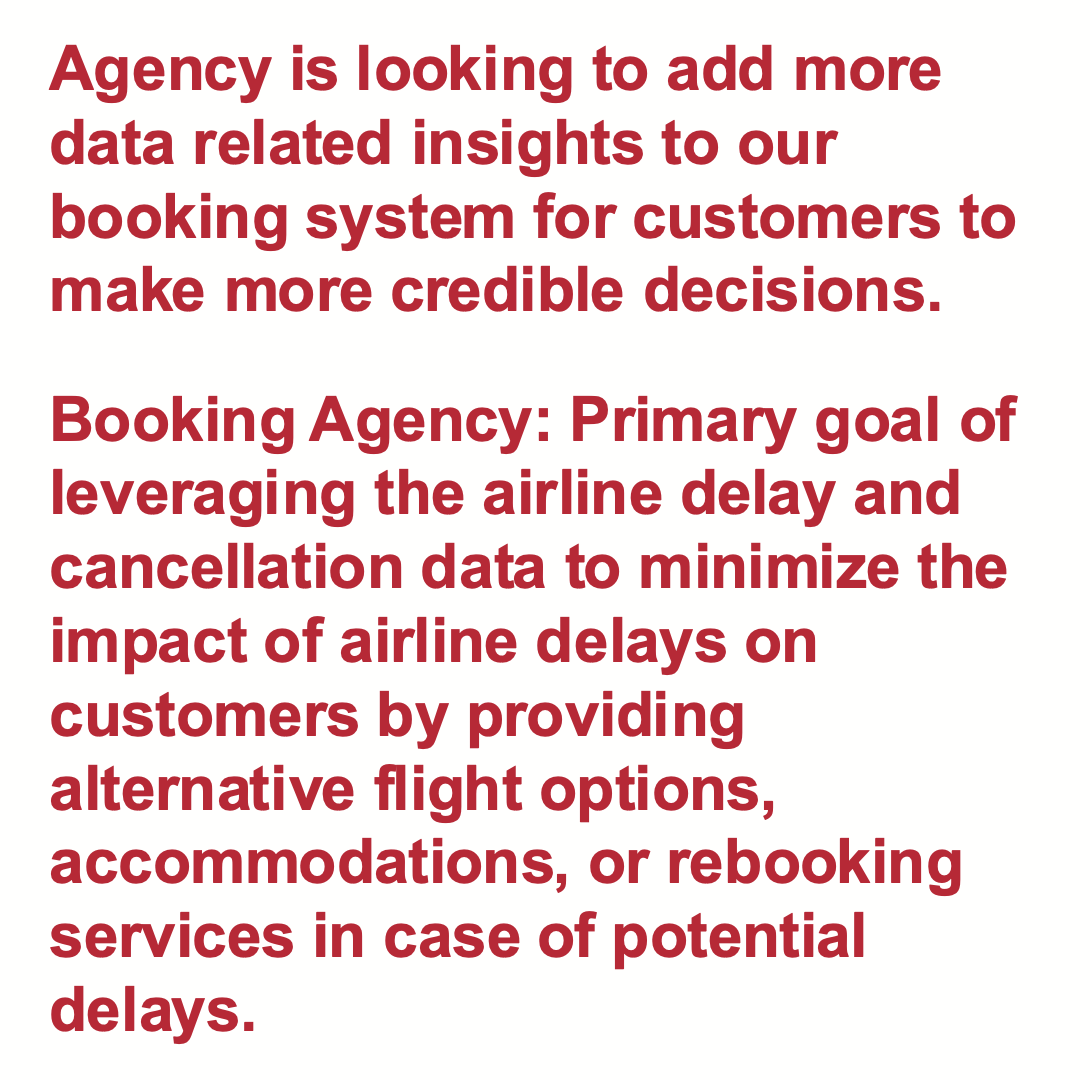 Agency is looking to add more
data related insights to our
booking system for customers to
make more credible decisions.
Booking Agency: Primary goal of
leveraging the airline delay and
cancellation data to minimize the
impact of airline delays on
customers by providing
alternative flight options,
accommodations, or rebooking
services in case of potential
delays.